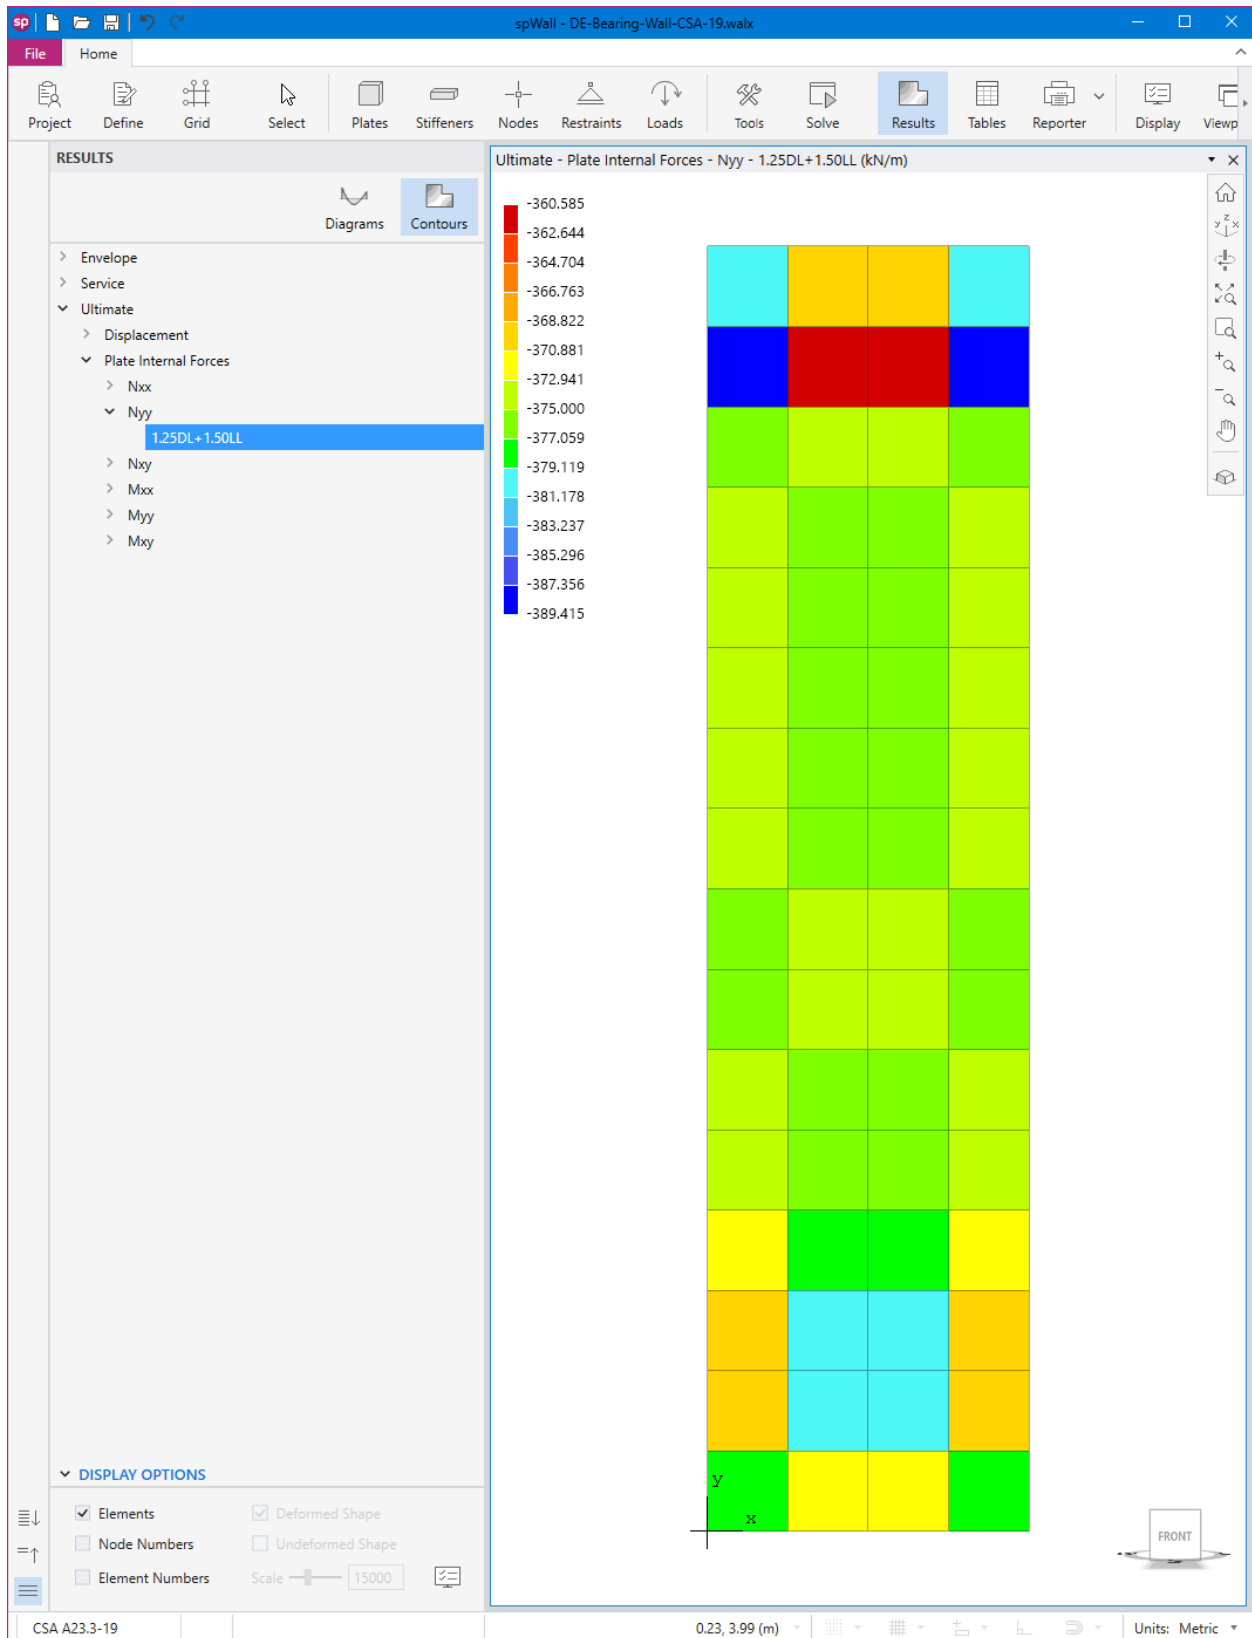 sp
spWall - DE-Bearing-Wall-CSA-19.walx
File Home
Project Define Grid Select Plates Stiffeners Nodes Restraints Loads Tools Solve Results Tables Reporter Display Viewp
RESULTS
Diagrams Contours
Envelope
Service
Ultimate
Displacement
Plate Internal Forces
Nxx
Nyy
1.25DL+1.50LL
Nxy
Mxx
Myy
Mxy
DISPLAY OPTIONS
Elements Deformed Shape
Node Numbers Undeformed Shape
Element Numbers Scale 15000
Ultimate - Plate Internal Forces - Nyy - 1.25DL+1.50LL (kN/m)
-360.585
-362.644
-364.704
-366.763
-368.822
-370.881
-372.941
-375.000
-377.059
-379.119
-381.178
-383.237
-385.296
-387.356
-389.415
y z x
y
x
FRONT
CSA A23.3-19 0.23, 3.99 (m) Units: Metric